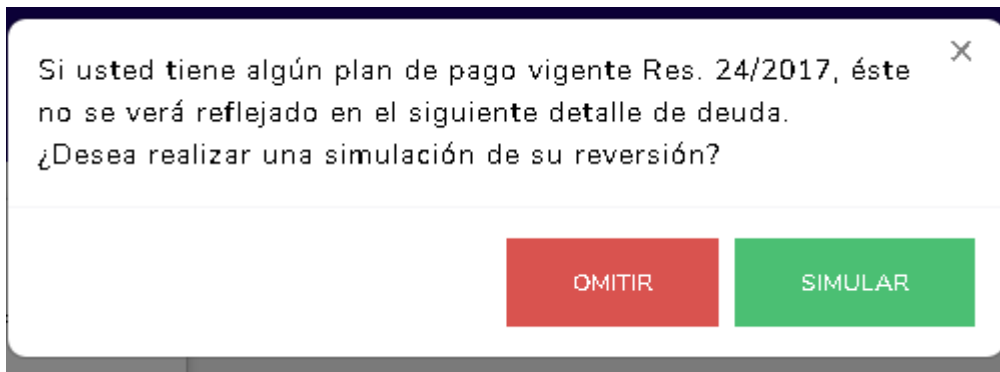 Si usted tiene algún plan de pago vigente Res. 24/2017, éste
no se verá reflejado en el siguiente detalle de deuda.
¿Desea realizar una simulación de su reversión?
OMITIR
SIMULAR